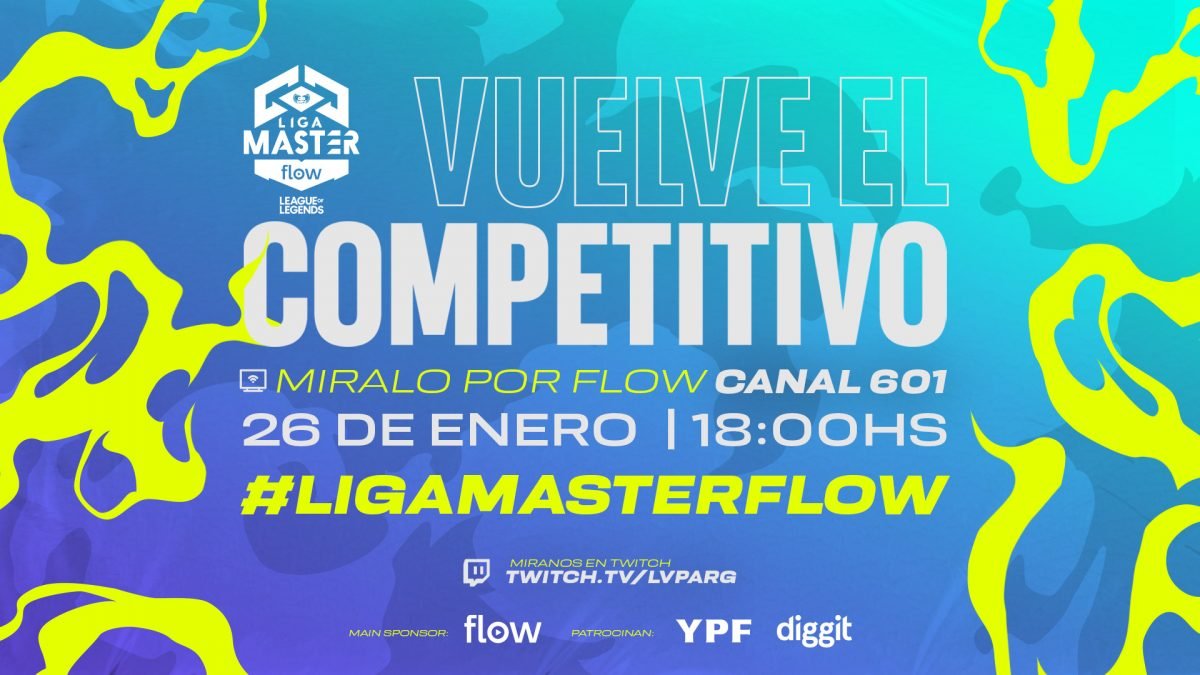 LIGA
MASTER
flow
LEAGUE OF
LEGENDS
VUELVE EL
COMPETITIVO
MIRALO POR FLOW CANAL 601
26 DE ENERO | 18:00HS
#LIGAMASTERFLOW
MIRANOS EN TWITCH
TWITCH.TV/LVPARG
MAIN SPONSOR: flow PATROCINAN: YPF diggit